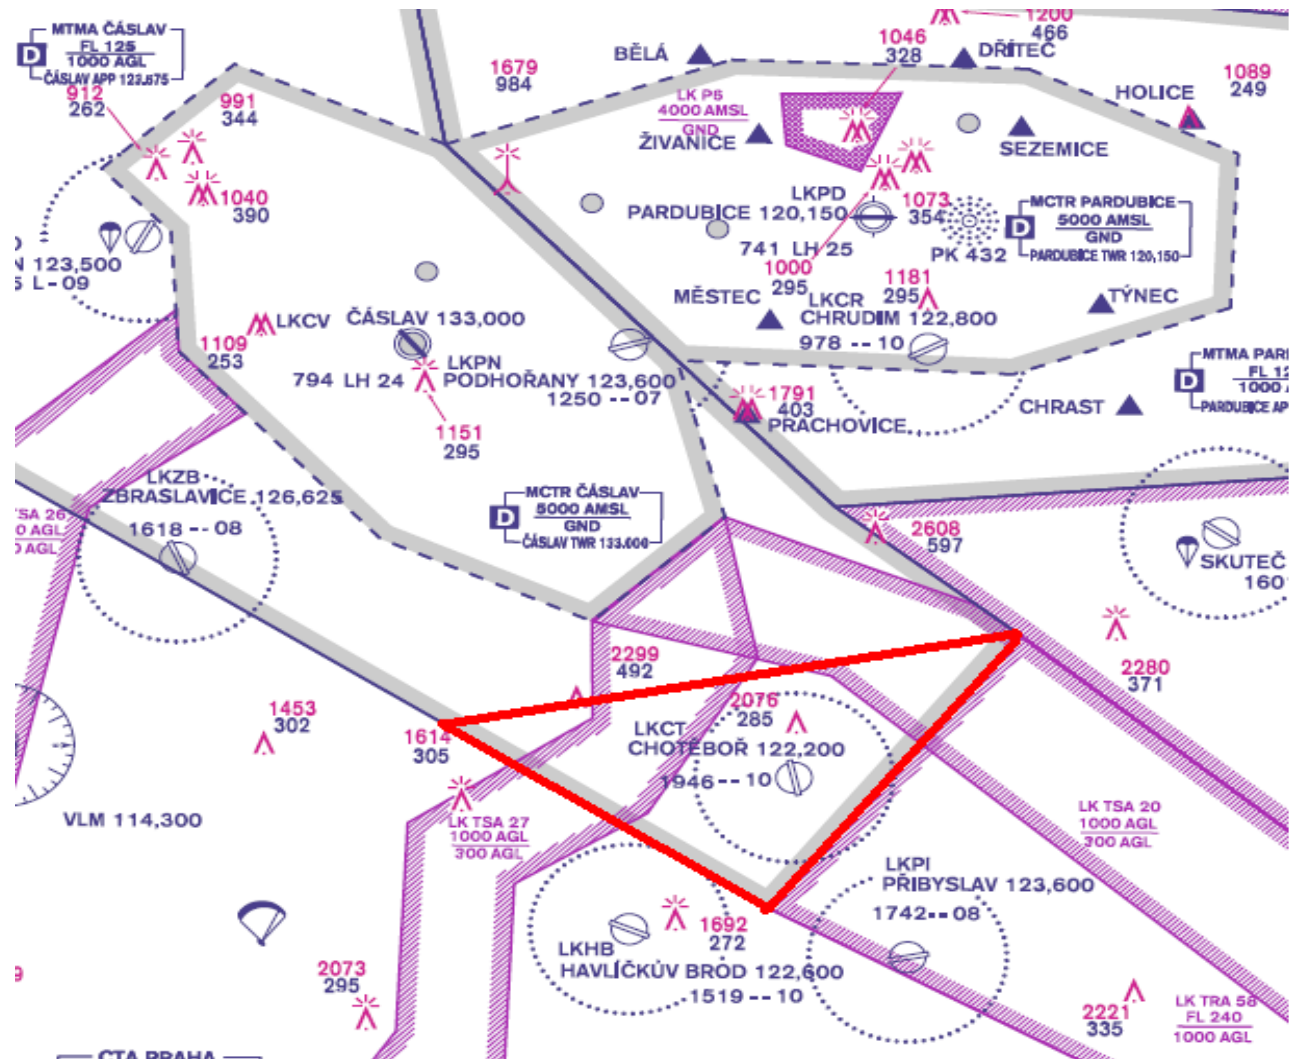 MTMA ČÁSLAV
D
FL 125
1000 AGL
ČÁSLAV APP 123.675
912
262
991
344
1040
390
1679
984
BĚLÁ
1046
328
1200
466
DŘÍTEČ
1089
249
HOLICE
LK P6
4000 AMSL
GND
ŽIVANICE
SEZEMICE
LKPD
PARDUBICE 120,150
741 LH 25
1073
354
PK 432
MCTR PARDUBICE
D
5000 AMSL
GND
PARDUBICE TWR 120,150
1000
295
1181
295
MĚSTEC
LKCR
CHRUDIM 122,800
978 -- 10
TÝNEC
N 123,500
S L-09
LKCV
ČÁSLAV 133,000
794 LH 24
1109
253
LKPN
PODHOŘANY 123,600
1250 -- 07
1151
295
1791
403
PRACHOVICE
CHRAST
MTMA PARD
D
FL 12
1000 A
PARDUBICE AP
LKZB
ZBRASLAVICE 126,625
1618 -- 08
TSA 26
0 AGL
0 AGL
MCTR ČÁSLAV
D
5000 AMSL
GND
ČÁSLAV TWR 133.000
2608
597
SKUTEČ
160
2280
371
2299
492
2076
285
LKCT
CHOTĚBOŘ 122,200
1946 -- 10
1453
302
1614
305
VLM 114,300
LK TSA 27
1000 AGL
300 AGL
LK TSA 20
1000 AGL
300 AGL
LKPI
PŘIBYSLAV 123,600
1742 -- 08
1692
272
LKHB
HAVLÍČKŮV BROD 122,600
1519 -- 10
9
2073
295
2221
335
LK TRA 58
FL 240
1000 AGL
CTA PRAHA